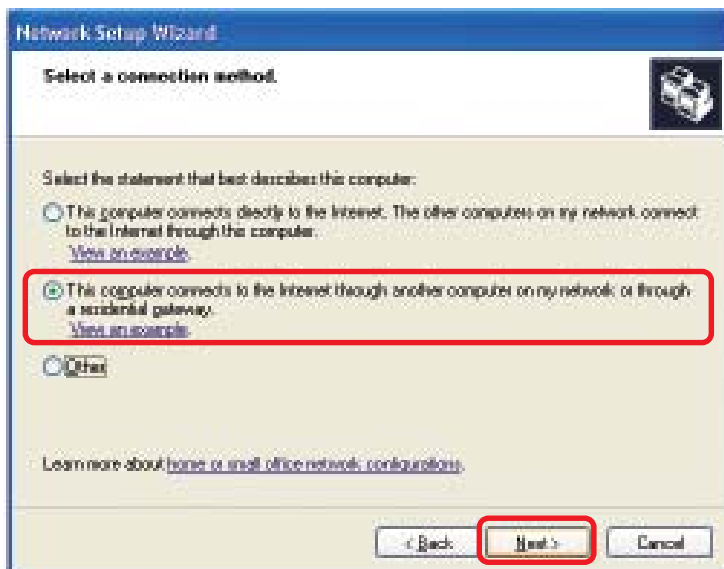 Network Setup Wizard
Select a connection method.
Select the statement that best describes this computer:
This computer connects directly to the Internet. The other computers on my network connect
to the Internet through this computer.
View an example.
This computer connects to the Internet through another computer on my network or through
a residential gateway.
View an example.
Other
Learn more about home or small office network configurations.
< Back
Next >
Cancel